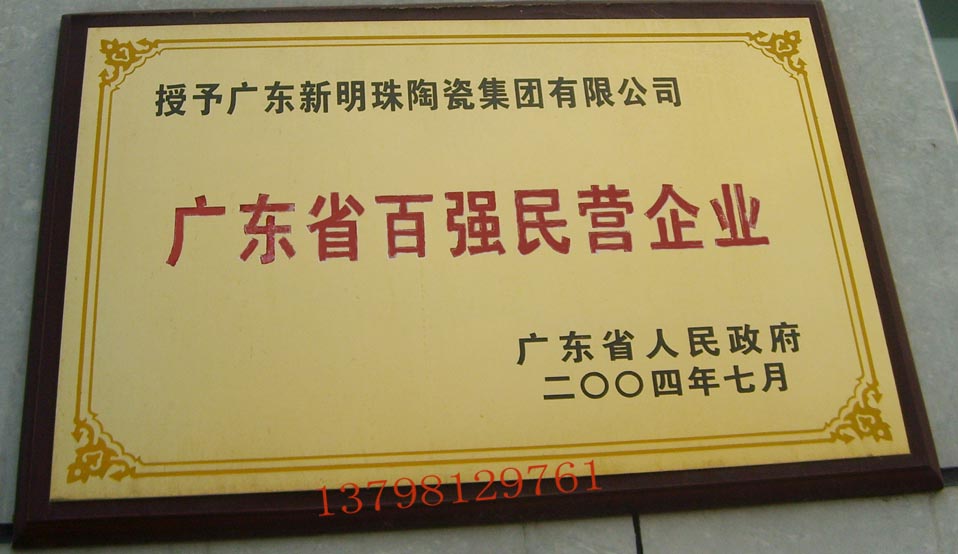 授予广东新明珠陶瓷集团有限公司
广东省百强民营企业
广东省人民政府
二〇〇四年七月
13798129761